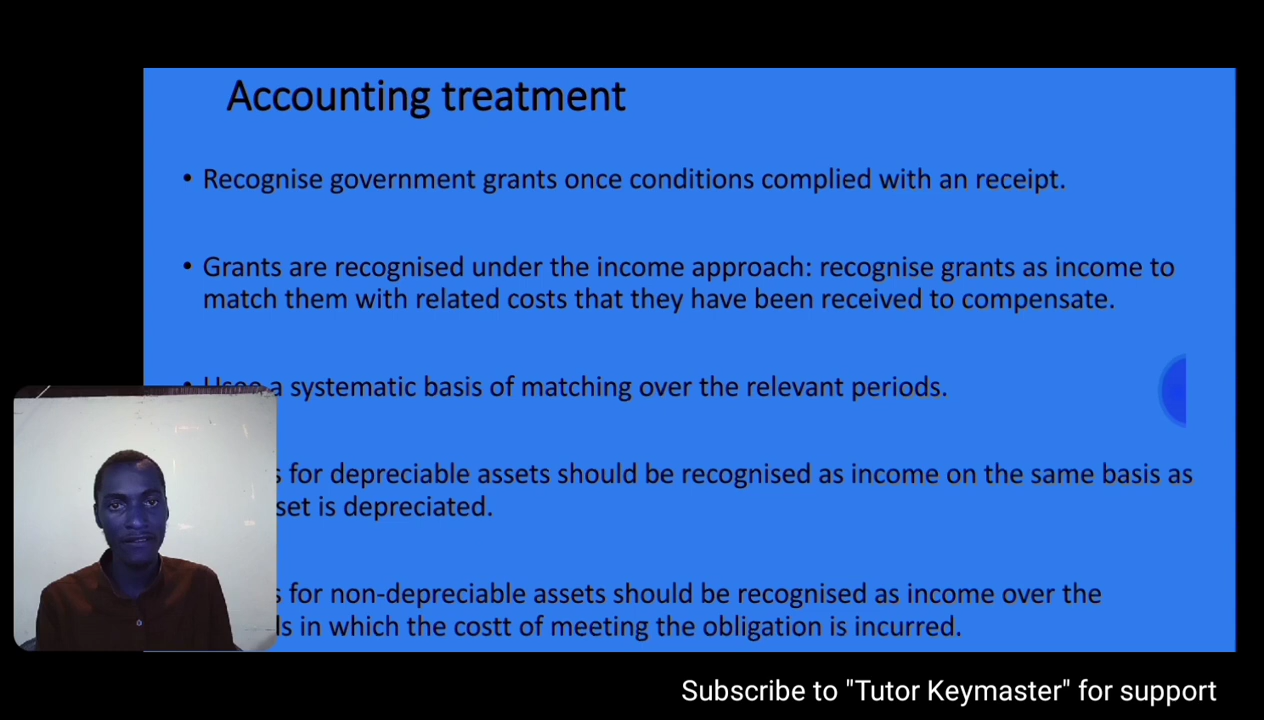 Accounting treatment
• Recognise government grants once conditions complied with an receipt.
• Grants are recognised under the income approach: recognise grants as income to
match them with related costs that they have been received to compensate.
a systematic basis of matching over the relevant periods.
for depreciable assets should be recognised as income on the same basis as
is depreciated.
for non-depreciable assets should be recognised as income over the
in which the costt of meeting the obligation is incurred.
Subscribe to "Tutor Keymaster" for support